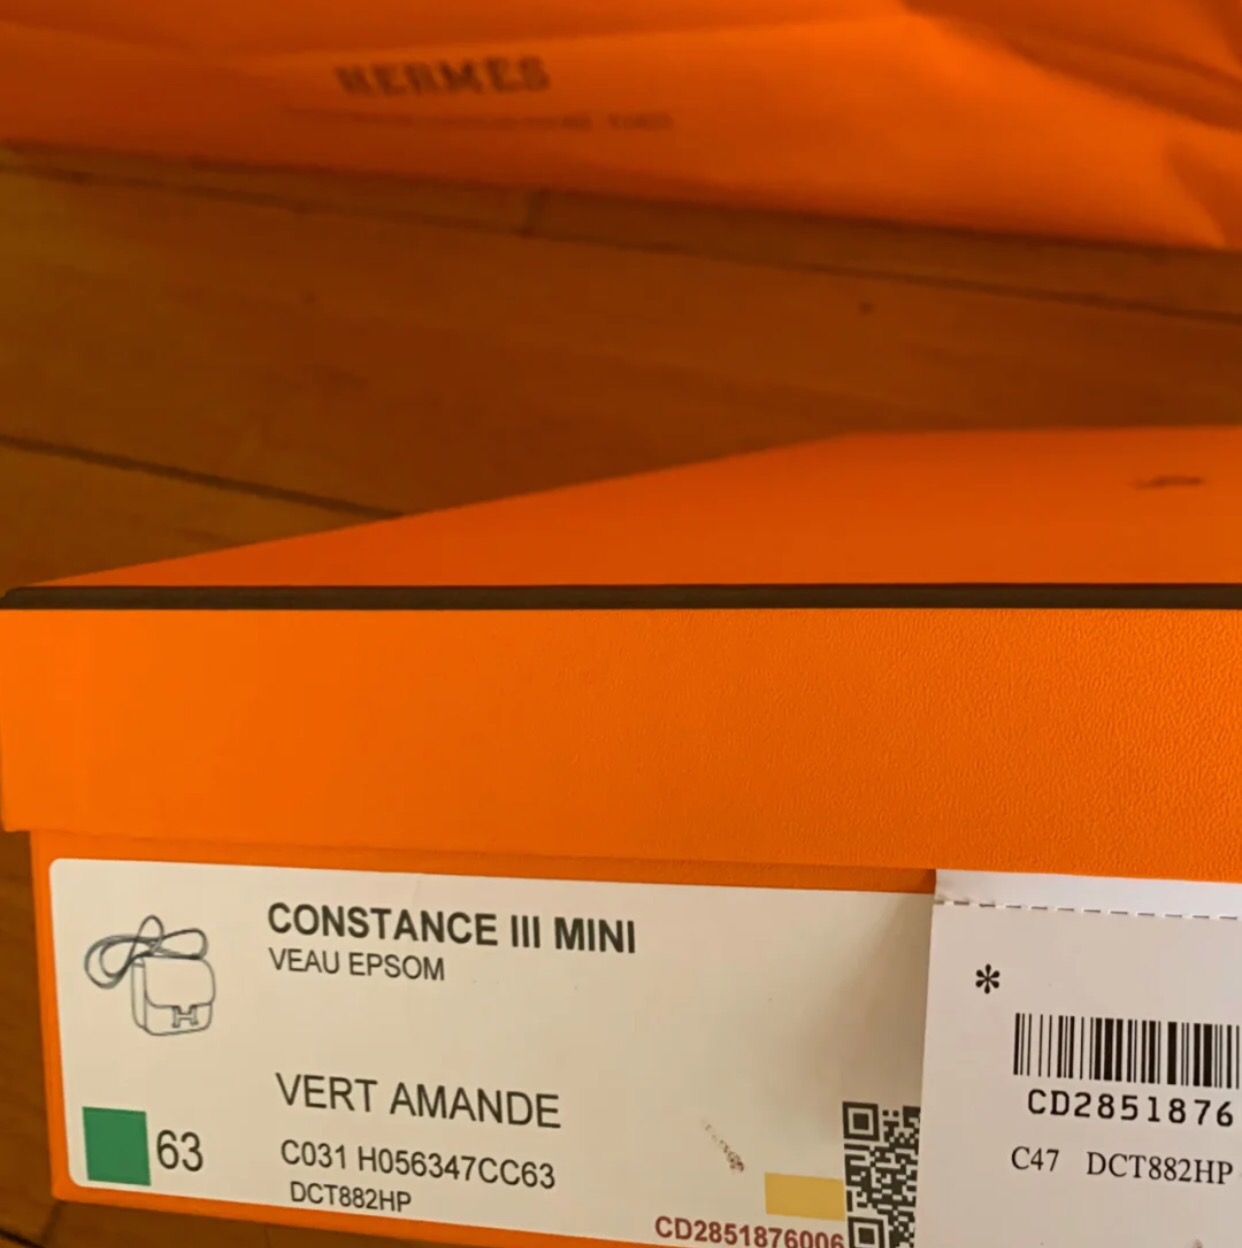 HERMES
CONSTANCE III MINI
VEAU EPSOM
VERT AMANDE
63
C031 H056347CC63
DCT882HP
CD2851876006
*
CD2851876
C47 DCT882HP